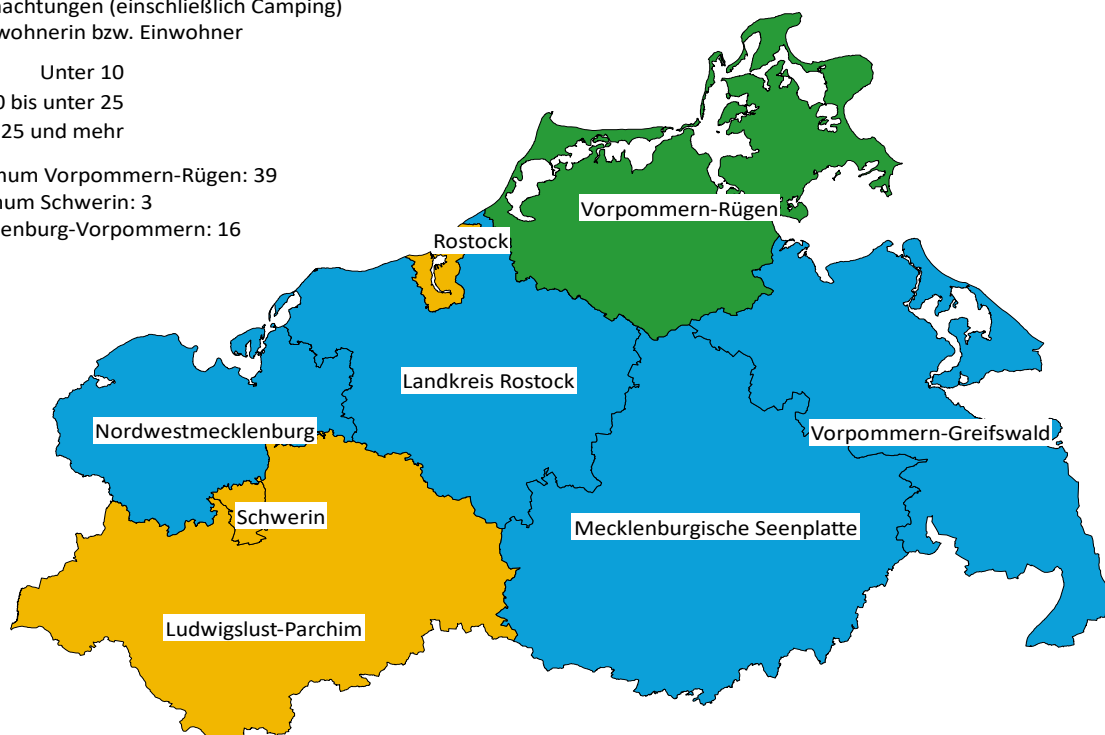 nachtungen (einschließlich Camping)
wohnerin bzw. Einwohner
Unter 10
0 bis unter 25
25 und mehr
num Vorpommern-Rügen: 39
num Schwerin: 3
enburg-Vorpommern: 16
Vorpommern-Rügen
Rostock
Landkreis Rostock
Nordwestmecklenburg
Vorpommern-Greifswald
Schwerin
Mecklenburgische Seenplatte
Ludwigslust-Parchim